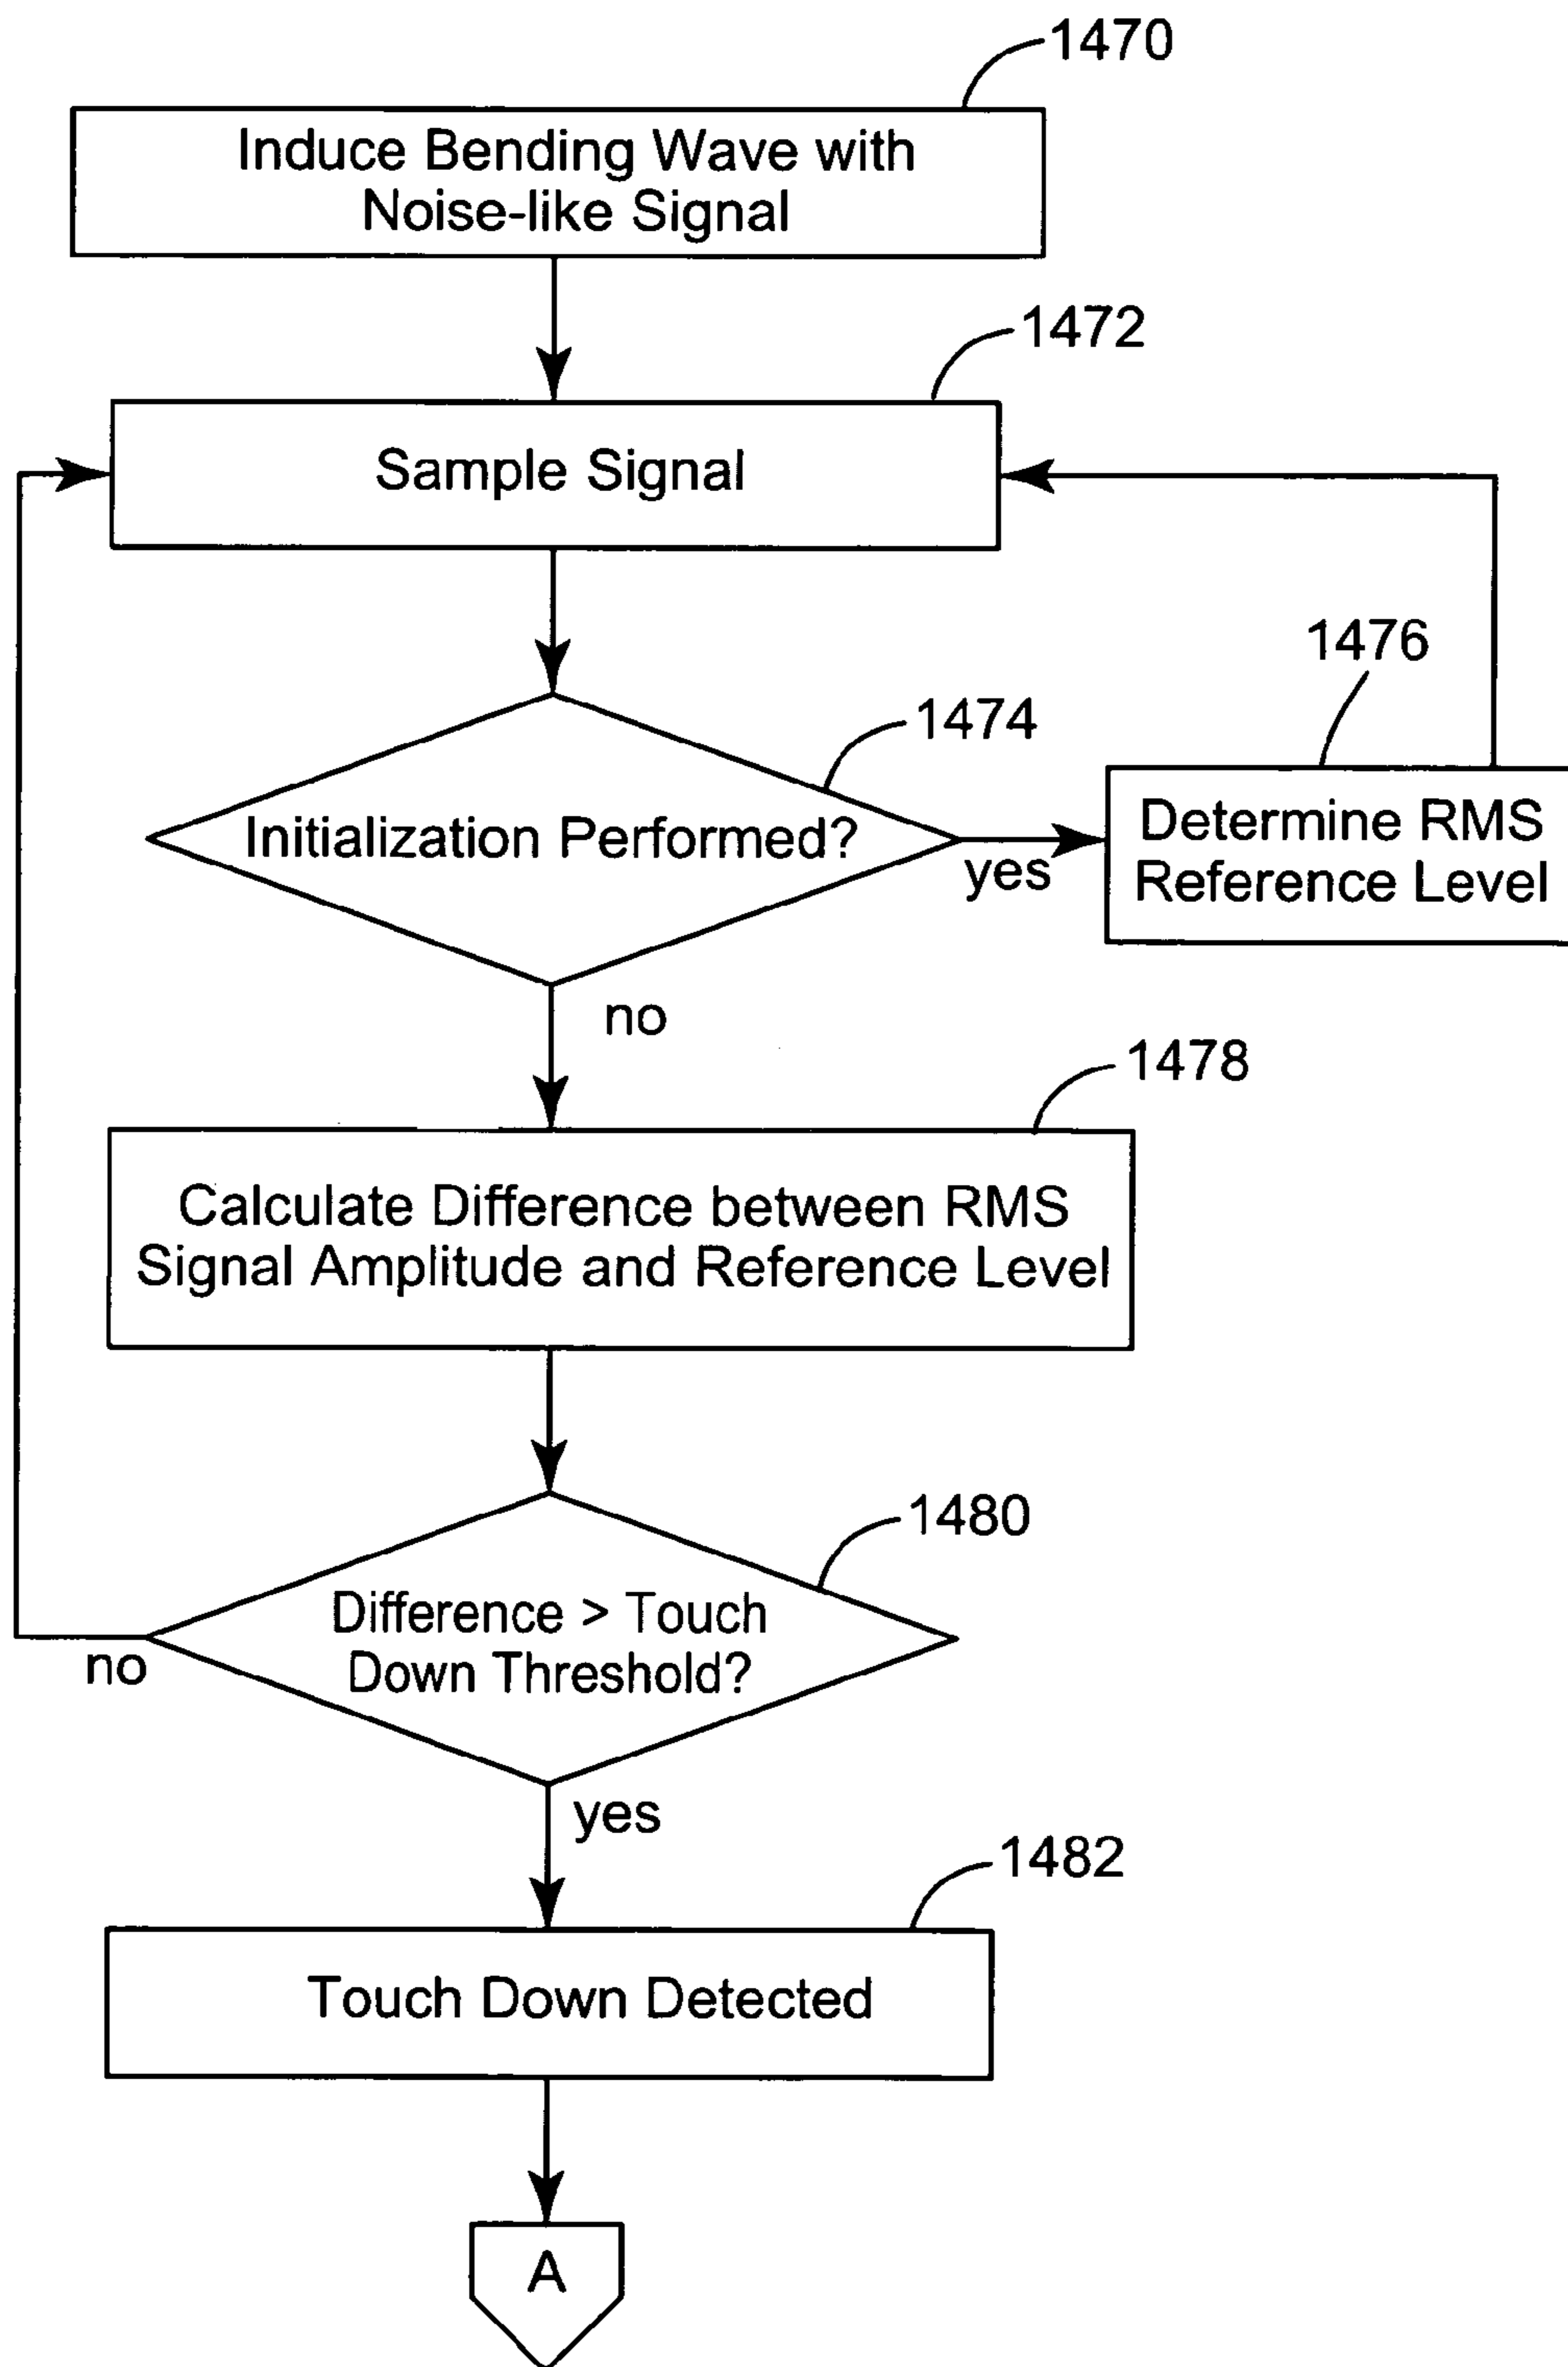 1470
Induce Bending Wave with
Noise-like Signal
1472
Sample Signal
1474
Initialization Performed?
yes
1476
Determine RMS
Reference Level
no
1478
Calculate Difference between RMS
Signal Amplitude and Reference Level
1480
Difference > Touch
Down Threshold?
no
yes
1482
Touch Down Detected
A